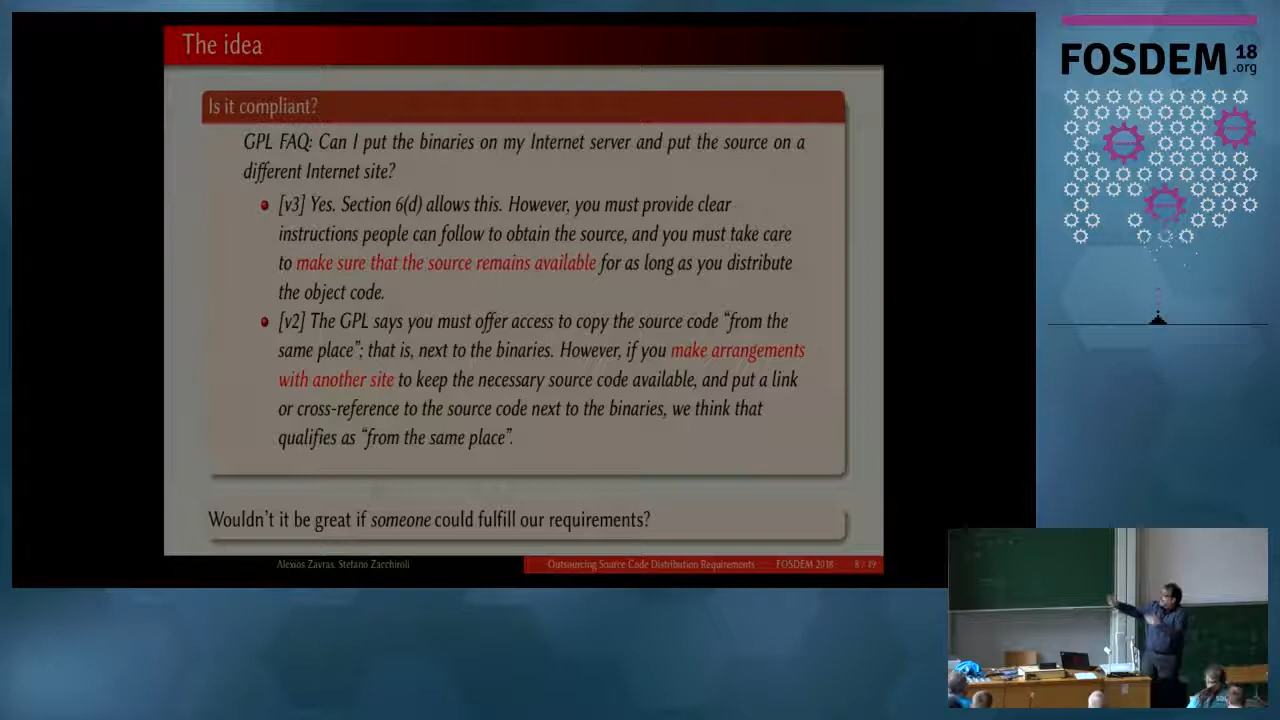 The idea
Is it compliant?
GPL FAQ: Can I put the binaries on my Internet server and put the source on a
different Internet site?
[v3] Yes. Section 6(d) allows this. However, you must provide clear
instructions people can follow to obtain the source, and you must take care
to make sure that the source remains available for as long as you distribute
the object code.
[v2] The GPL says you must offer access to copy the source code “from the
same place”; that is, next to the binaries. However, if you make arrangements
with another site to keep the necessary source code available, and put a link
or cross-reference to the source code next to the binaries, we think that
qualifies as “from the same place”.
Wouldn't it be great if someone could fulfill our requirements?
Alexios Zavras, Stefano Zacchiroli
Outsourcing Source Code Distribution Requirements FOSDEM 2018 8 / 19
FOSDEM 18
.org